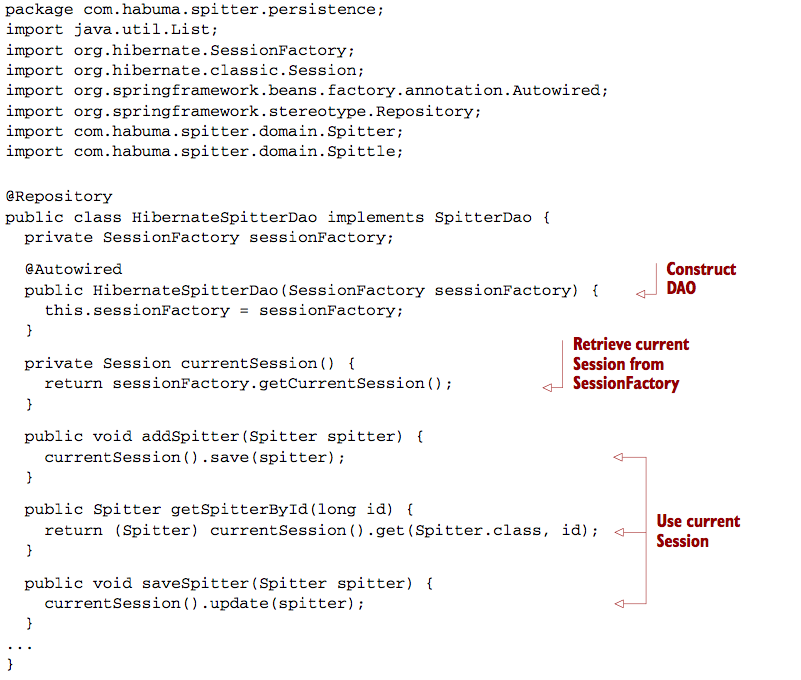 package com.habuma.spitter.persistence;
import java.util.List;
import org.hibernate.SessionFactory;
import org.hibernate.classic.Session;
import org.springframework.beans.factory.annotation.Autowired;
import org.springframework.stereotype.Repository;
import com.habuma.spitter.domain.Spitter;
import com.habuma.spitter.domain.Spittle;

@Repository
public class HibernateSpitterDao implements SpitterDao {
  private SessionFactory sessionFactory;

  @Autowired
  public HibernateSpitterDao(SessionFactory sessionFactory) {
    this.sessionFactory = sessionFactory;
  }
Construct
DAO

  private Session currentSession() {
    return sessionFactory.getCurrentSession();
  }
Retrieve current
Session from
SessionFactory

  public void addSpitter(Spitter spitter) {
    currentSession().save(spitter);
  }

  public Spitter getSpitterById(long id) {
    return (Spitter) currentSession().get(Spitter.class, id);
  }
Use current
Session

  public void saveSpitter(Spitter spitter) {
    currentSession().update(spitter);
  }
...
}